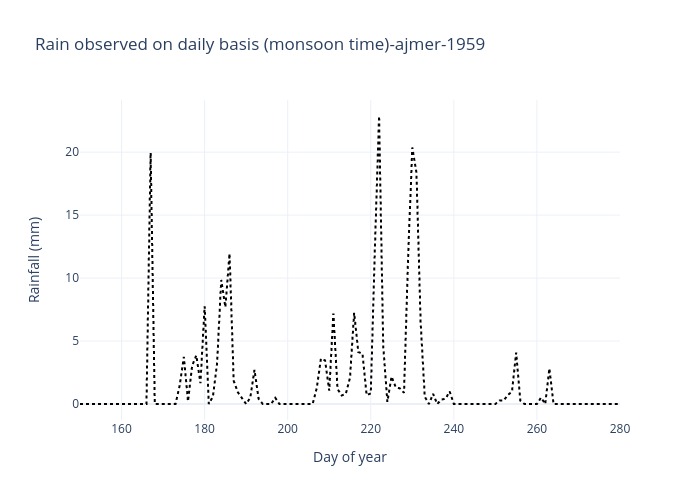 Rain observed on daily basis (monsoon time)-ajmer-1959
20
15
10
5
0
Rainfall (mm)
160 180 200 220 240 260 280
Day of year